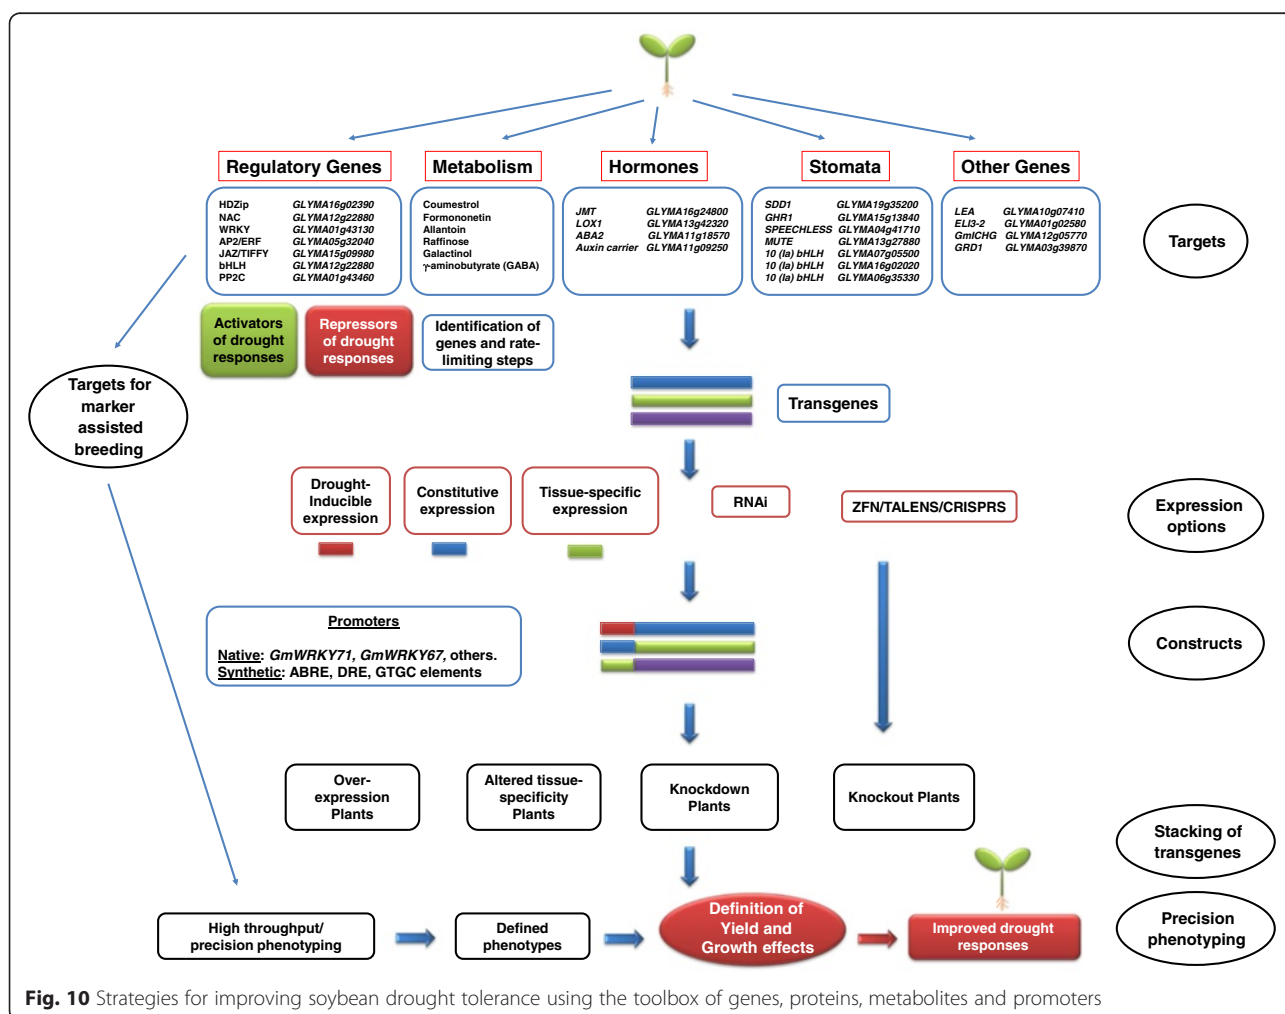 Regulatory Genes
Metabolism
Hormones
Stomata
Other Genes
HDZip GLYMA16g02390
NAC GLYMA12g22880
WRKY GLYMA01g43130
AP2/ERF GLYMA05g32040
JAZ/TIFFY GLYMA15g09980
bHLH GLYMA12g22880
PP2C GLYMA01g43460
Coumestrol
Formononetin
Allantoin
Raffinose
Galactinol
γ-aminobutyrate (GABA)
JMT GLYMA16g24800
LOX1 GLYMA13g42320
ABA2 GLYMA11g18570
Auxin carrier GLYMA11g09250
SDD1 GLYMA19g35200
GHR1 GLYMA15g13840
SPEECHLESS GLYMA04g41710
MUTE GLYMA13g27880
10 (Ia) bHLH GLYMA07g05500
10 (Ia) bHLH GLYMA16g02020
10 (Ia) bHLH GLYMA06g35330
LEA GLYMA10g07410
ELI3-2 GLYMA01g02580
GmICHG GLYMA12g05770
GRD1 GLYMA03g39870
Targets
Activators
of drought
responses
Repressors
of drought
responses
Identification of
genes and rate-
limiting steps
Targets for
marker
assisted
breeding
Transgenes
Drought-
Inducible
expression
Constitutive
expression
Tissue-specific
expression
RNAi
ZFN/TALENS/CRISPRS
Expression
options
Promoters
Native: GmWRKY71, GmWRKY67, others.
Synthetic: ABRE, DRE, GTGC elements
Constructs
Over-
expression
Plants
Altered tissue-
specificity
Plants
Knockdown
Plants
Knockout Plants
Stacking of
transgenes
High throughput/
precision phenotyping
Defined
phenotypes
Definition of
Yield and
Growth effects
Improved drought
responses
Precision
phenotyping
Fig. 10 Strategies for improving soybean drought tolerance using the toolbox of genes, proteins, metabolites and promoters